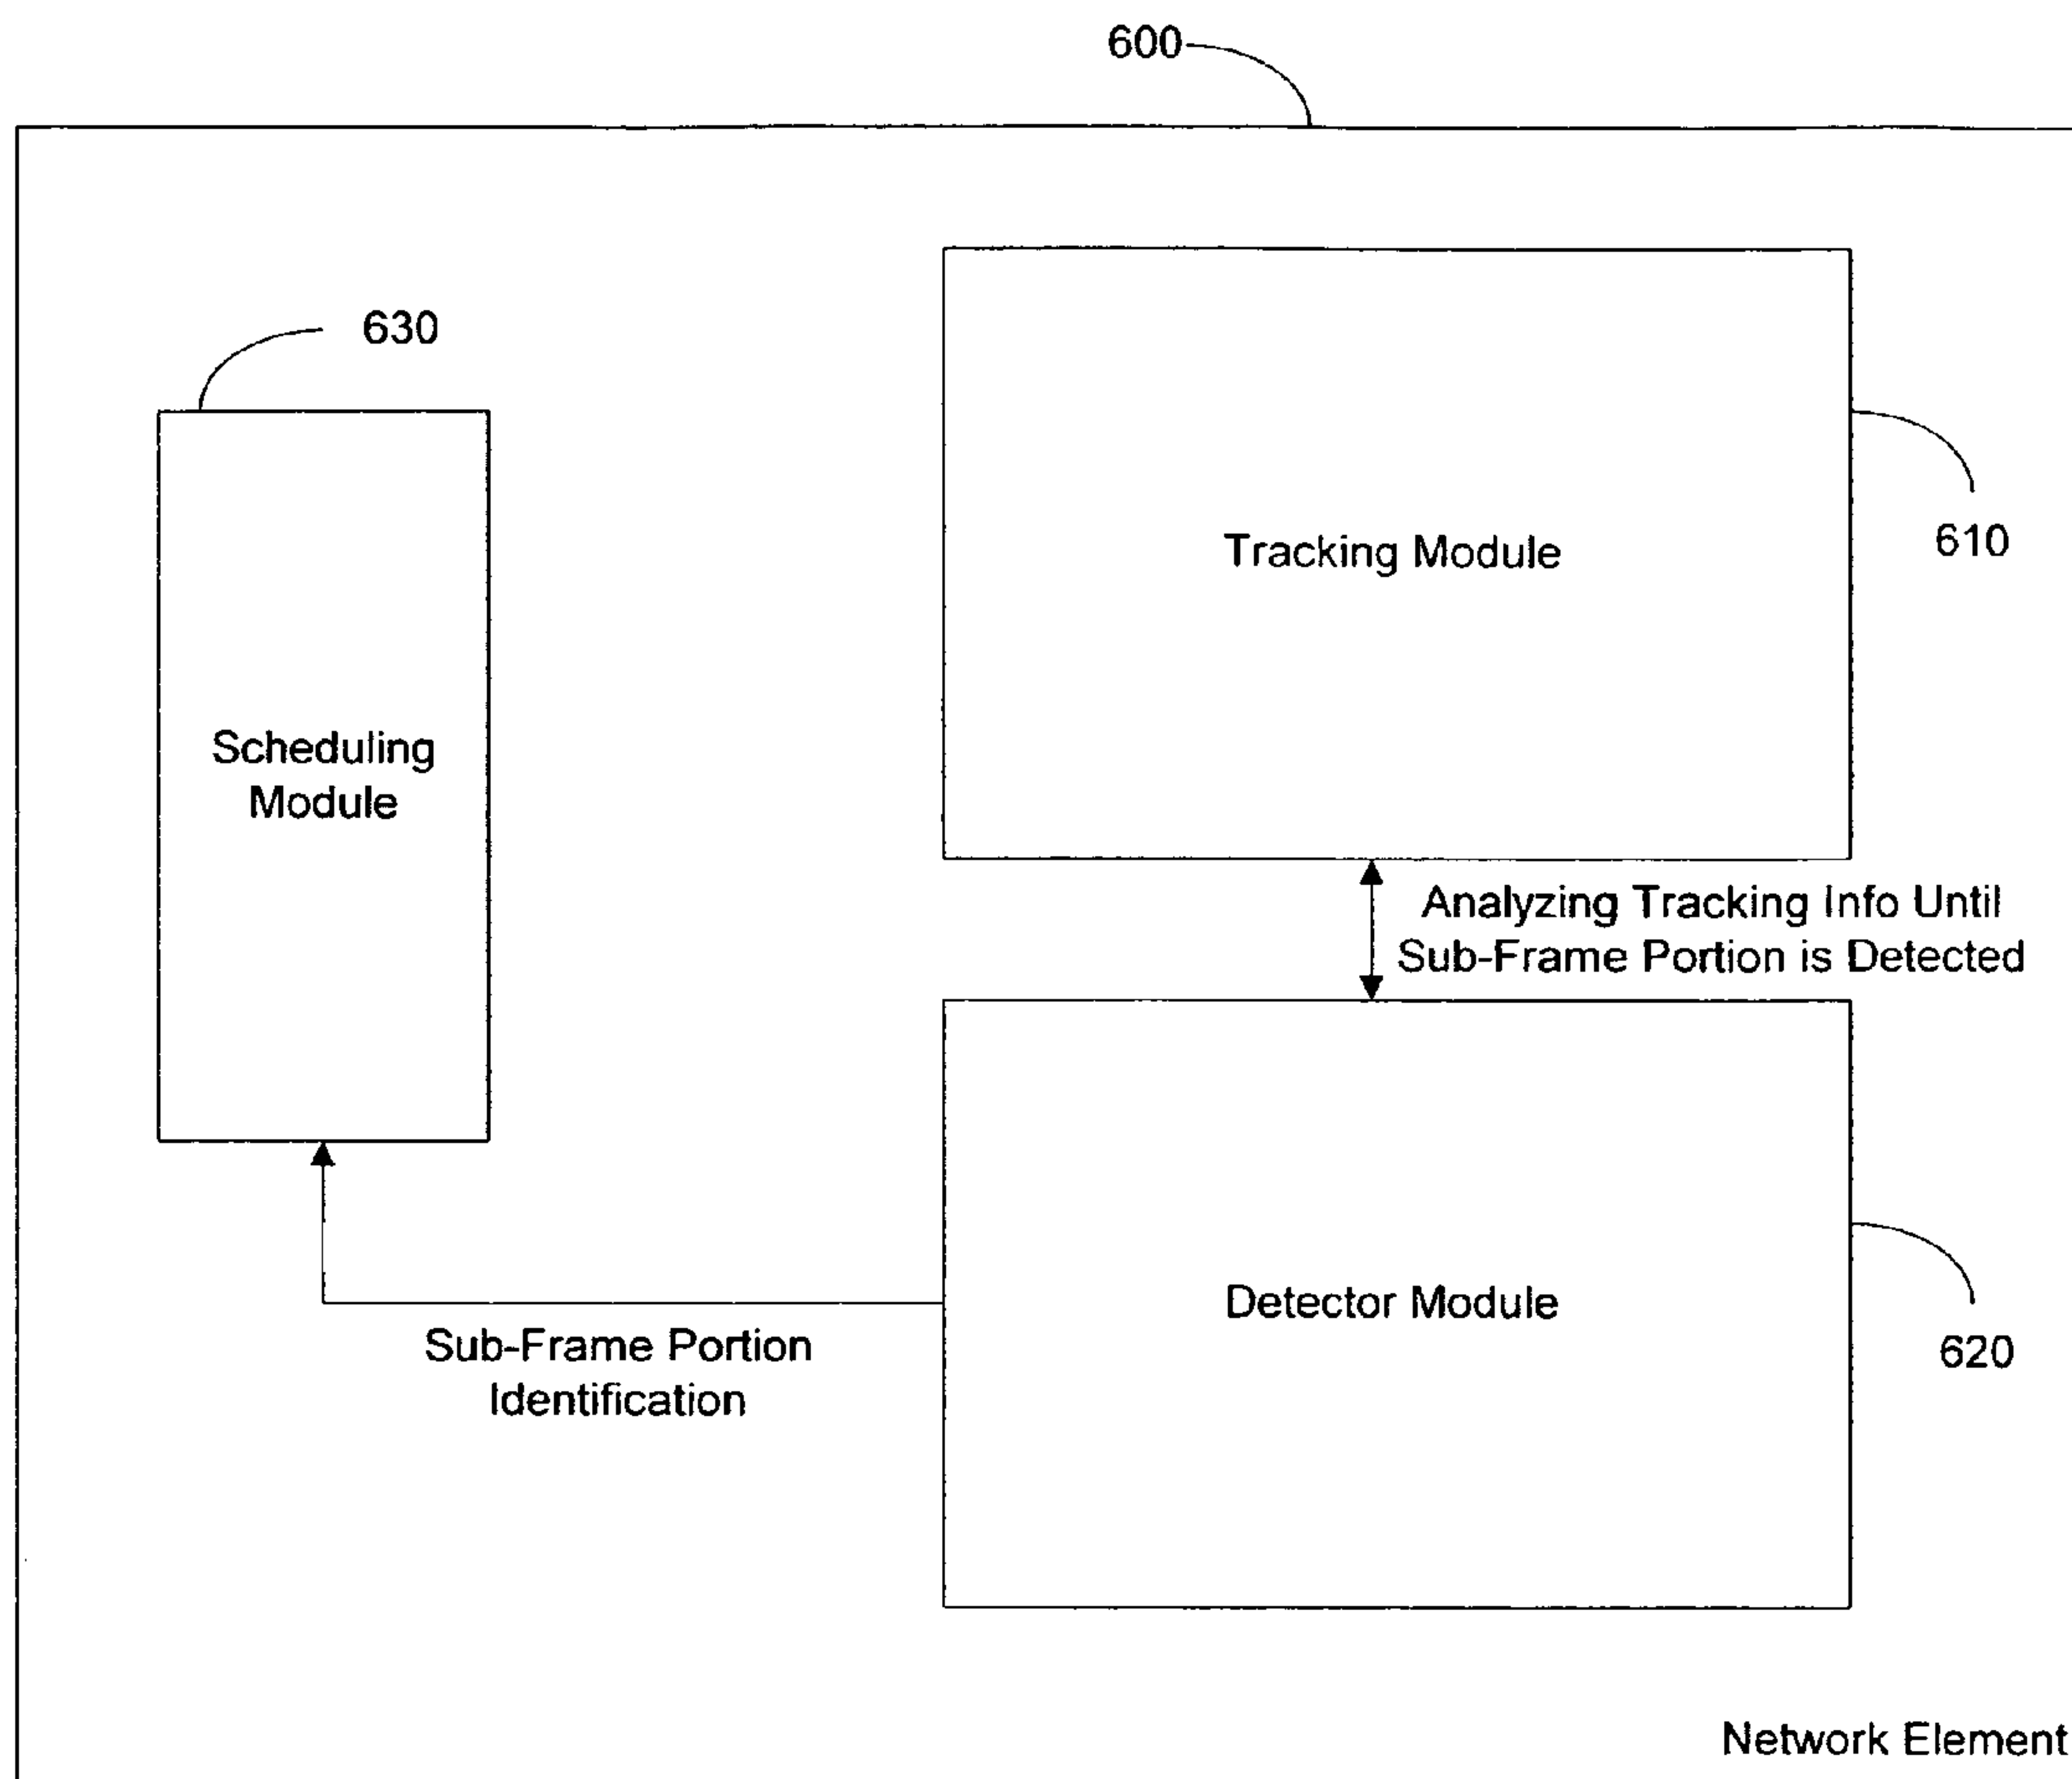 600
630
Tracking Module
610
Scheduling
Module
Analyzing Tracking Info Until
Sub-Frame Portion is Detected
Detector Module
620
Sub-Frame Portion
Identification
Network Element